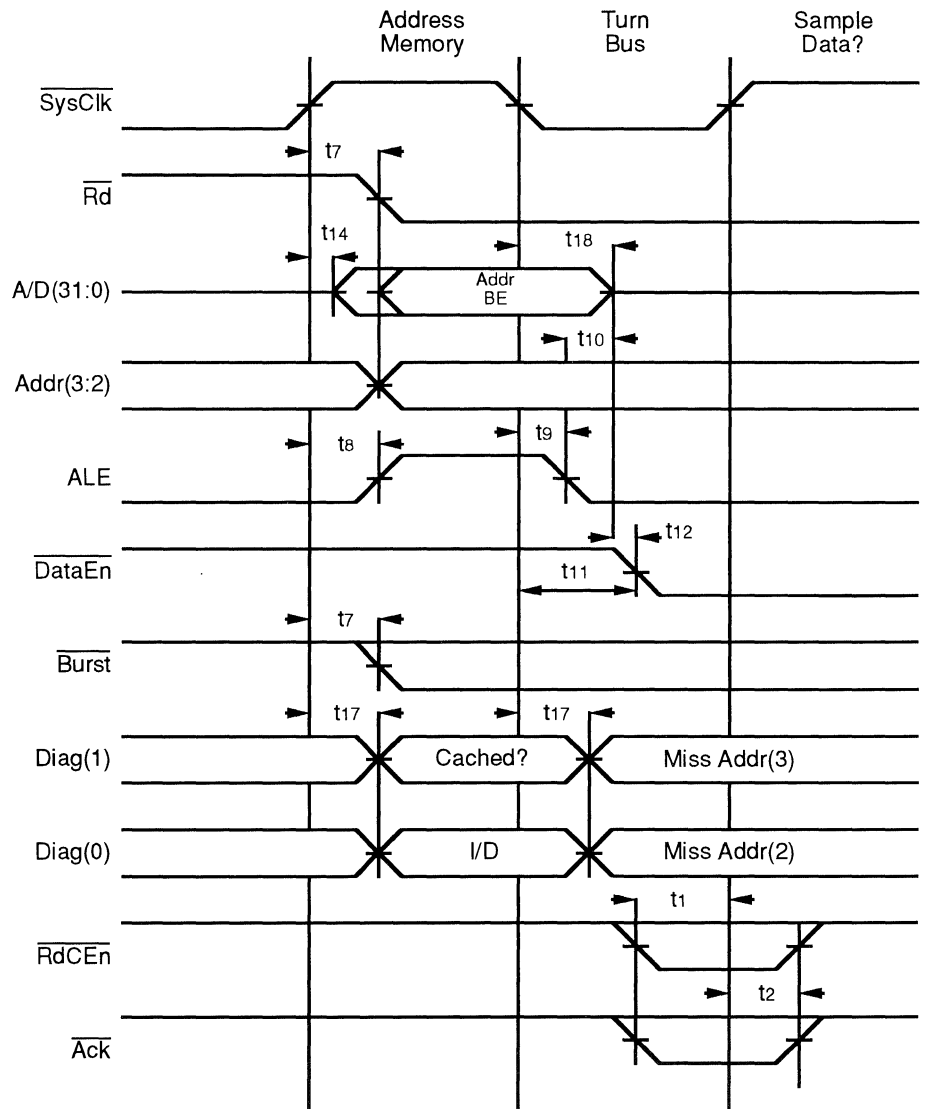 Address Memory
Turn Bus
Sample Data?
SysClk
t7
Rd
t14
t18
A/D(31:0)
Addr
BE
t10
Addr(3:2)
t8
t9
ALE
t12
DataEn
t11
t7
Burst
t17
t17
Diag(1)
Cached?
Miss Addr(3)
Diag(0)
I/D
Miss Addr(2)
t1
RdCEn
t2
Ack